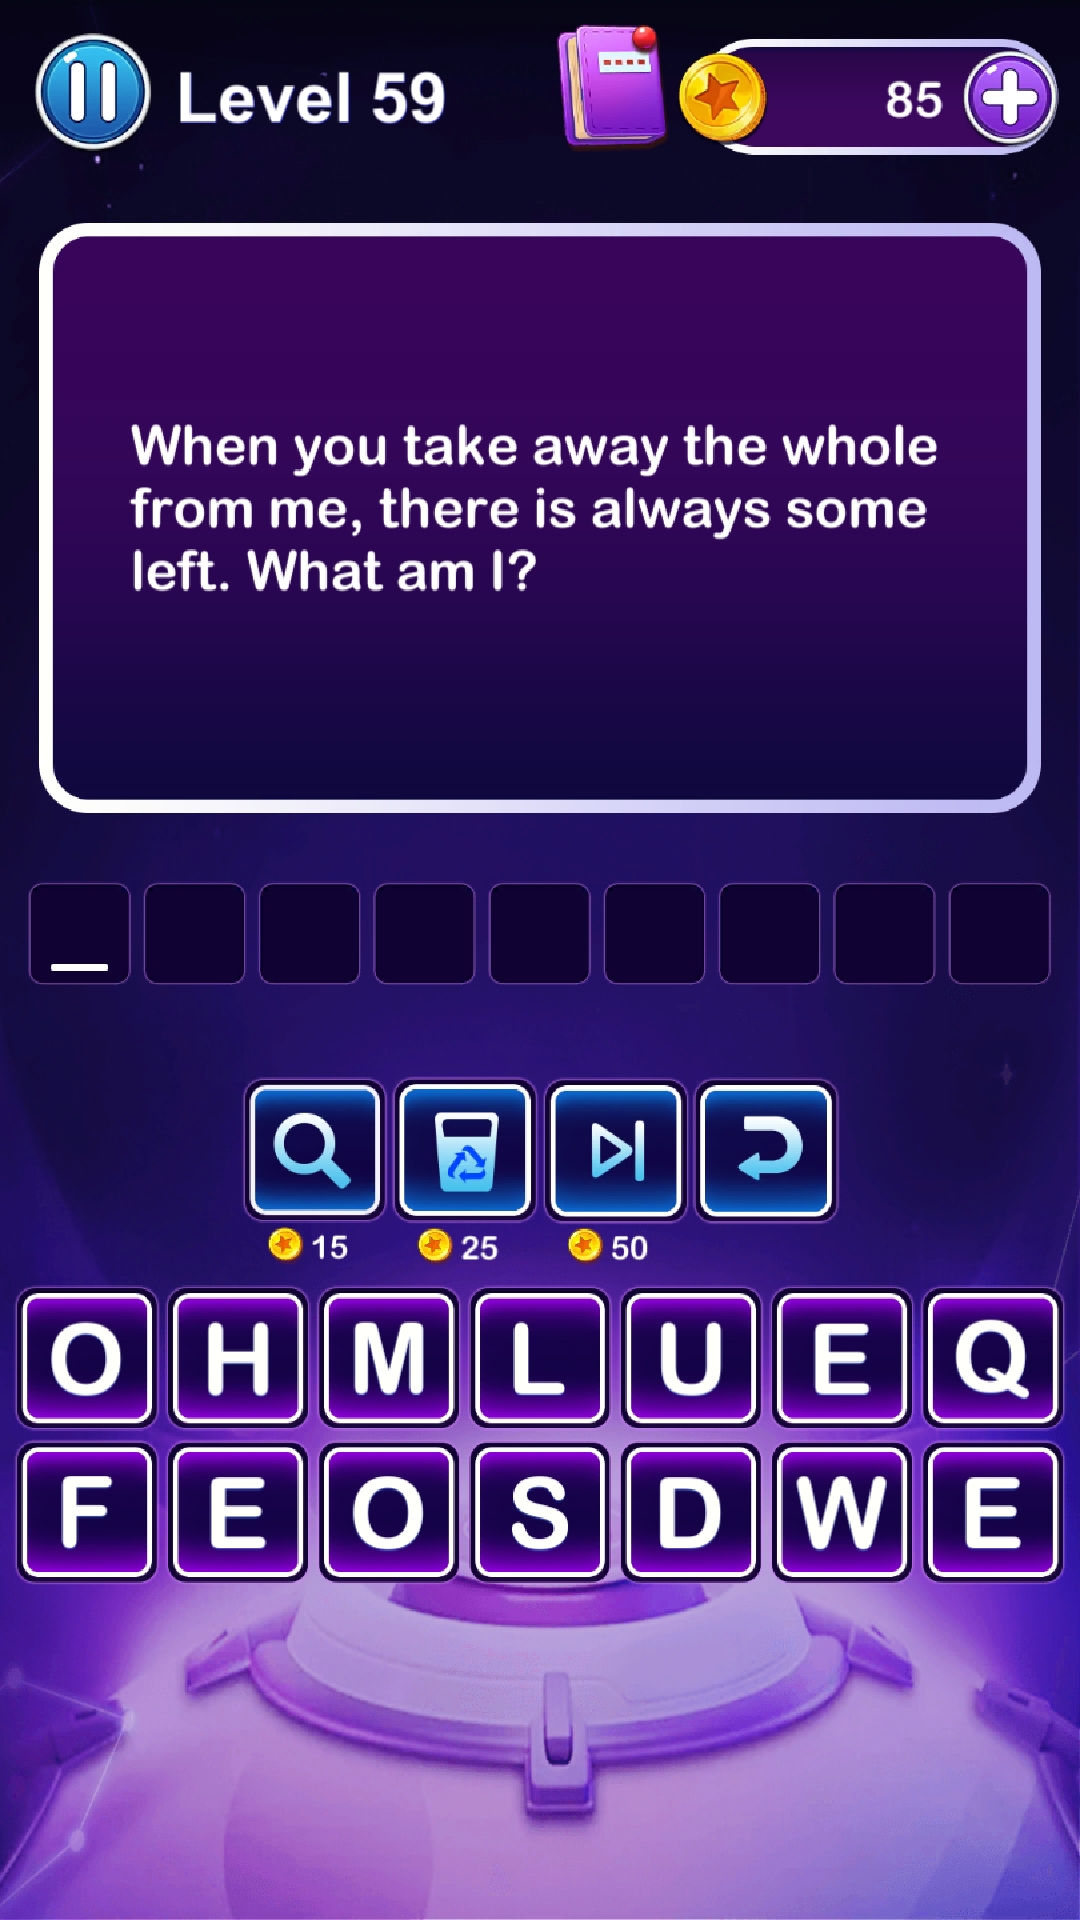 Level 59
85
When you take away the whole
from me, there is always some
left. What am I?
15 25 50
O H M L U E Q
F E O S D W E